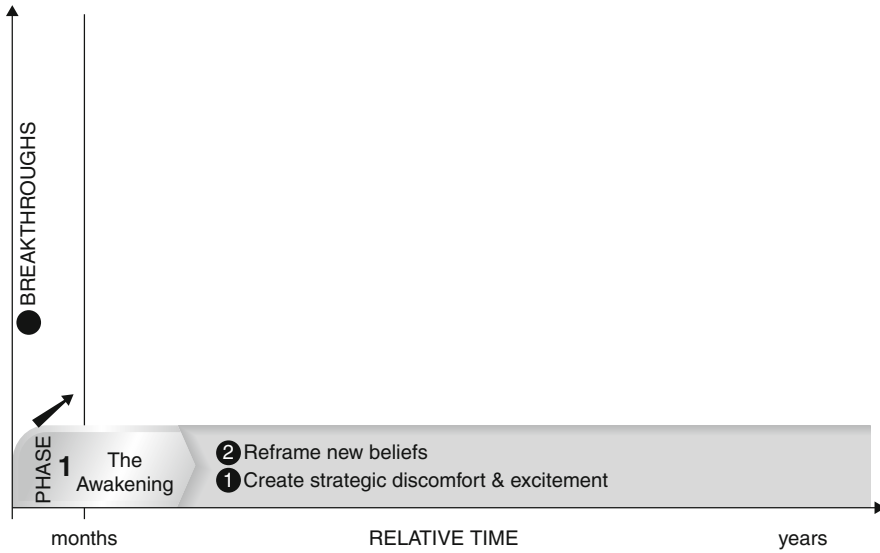 BREAKTHROUGHS
PHASE 1
The
Awakening
2 Reframe new beliefs
1 Create strategic discomfort & excitement
months
RELATIVE TIME
years